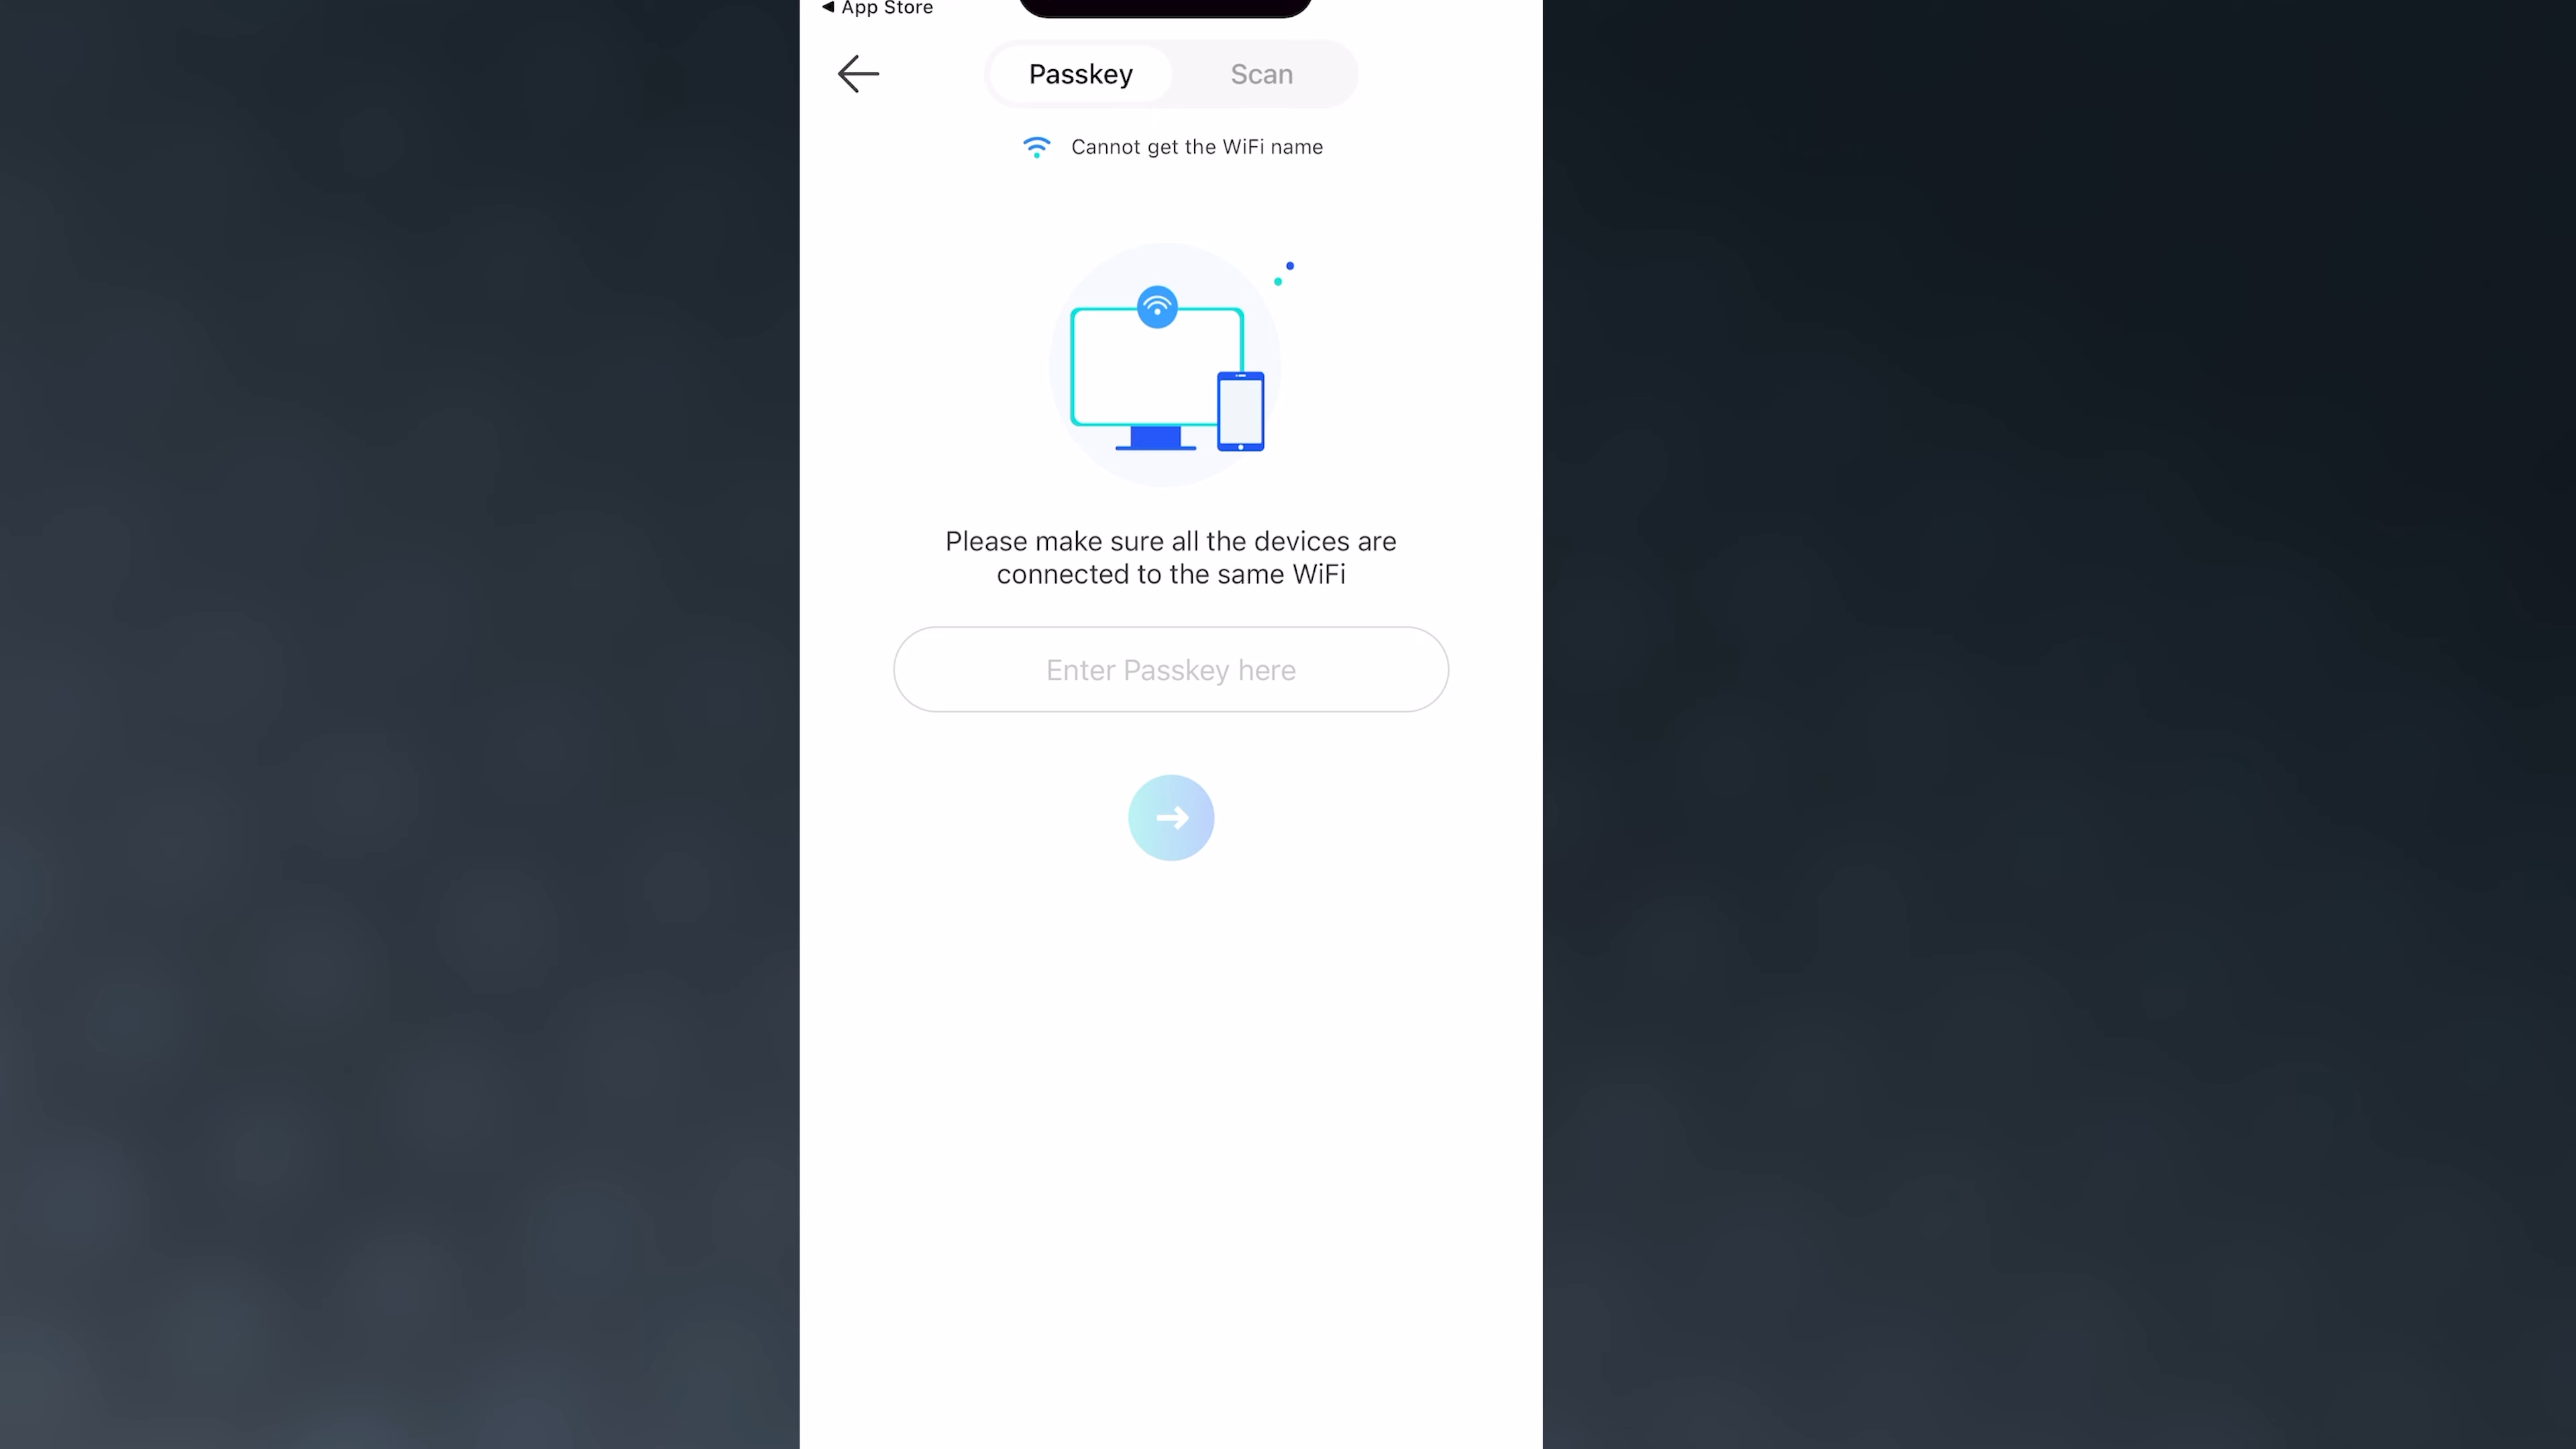 ◀ App Store
Passkey
Scan
Cannot get the WiFi name
Please make sure all the devices are
connected to the same WiFi
Enter Passkey here